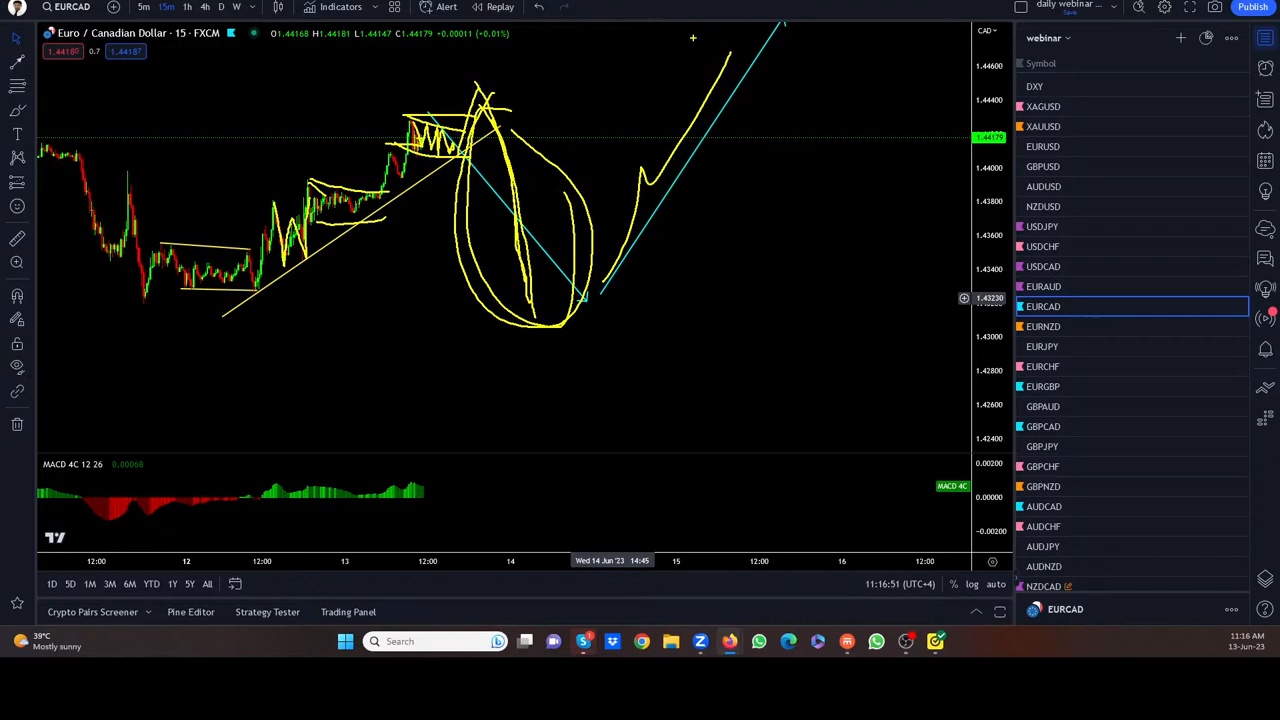 EURCAD
5m 15m 1h 4h D W
Indicators
Alert
Replay
daily webinar ...
Save
Publish
Euro / Canadian Dollar · 15 · FXCM
O1.44168 H1.44181 L1.44147 C1.44179 +0.00011 (+0.01%)
1.44180 0.7 1.44187
CAD
1.44600
1.44400
1.44179
1.44000
1.43800
1.43600
1.43400
1.43230
1.43000
1.42800
1.42600
1.42400
MACD 4C 12 26 0.00068
0.00200
MACD 4C
0.00000
-0.00200
12:00 12 12:00 13 12:00 14 Wed 14 Jun '23 14:45 15 12:00 16 12:00
1D 5D 1M 3M 6M YTD 1Y 5Y All
11:16:51 (UTC+4) % log auto
Crypto Pairs Screener
Pine Editor
Strategy Tester
Trading Panel
webinar
Symbol
DXY
XAGUSD
XAUUSD
EURUSD
GBPUSD
AUDUSD
NZDUSD
USDJPY
USDCHF
USDCAD
EURAUD
EURCAD
EURNZD
EURJPY
EURCHF
EURGBP
GBPAUD
GBPCAD
GBPJPY
GBPCHF
GBPNZD
AUDCAD
AUDCHF
AUDJPY
AUDNZD
NZDCAD
EURCAD
39°C
Mostly sunny
Search
1
11:16 AM
13-Jun-23